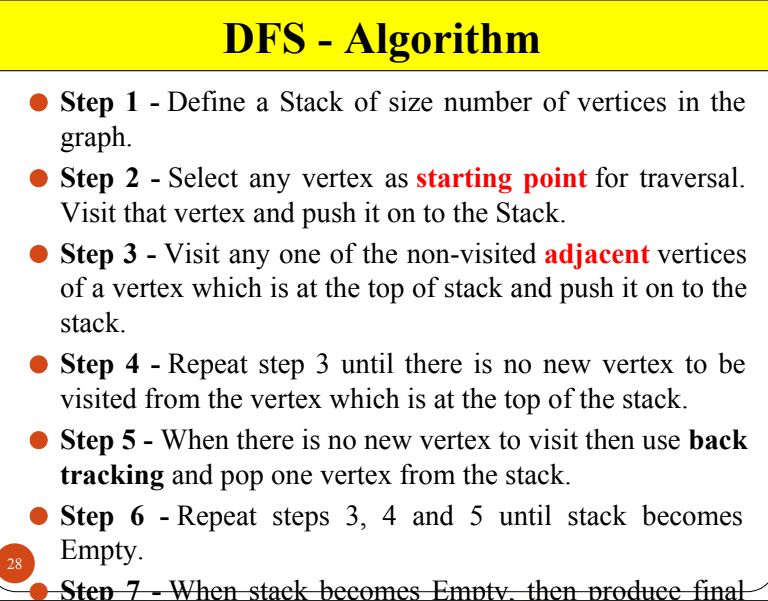 DFS - Algorithm
Step 1 - Define a Stack of size number of vertices in the
graph.
Step 2 - Select any vertex as starting point for traversal.
Visit that vertex and push it on to the Stack.
Step 3 - Visit any one of the non-visited adjacent vertices
of a vertex which is at the top of stack and push it on to the
stack.
Step 4 - Repeat step 3 until there is no new vertex to be
visited from the vertex which is at the top of the stack.
Step 5 - When there is no new vertex to visit then use back
tracking and pop one vertex from the stack.
Step 6 - Repeat steps 3, 4 and 5 until stack becomes
Empty.
28
Step 7 - When stack becomes Empty, then produce final